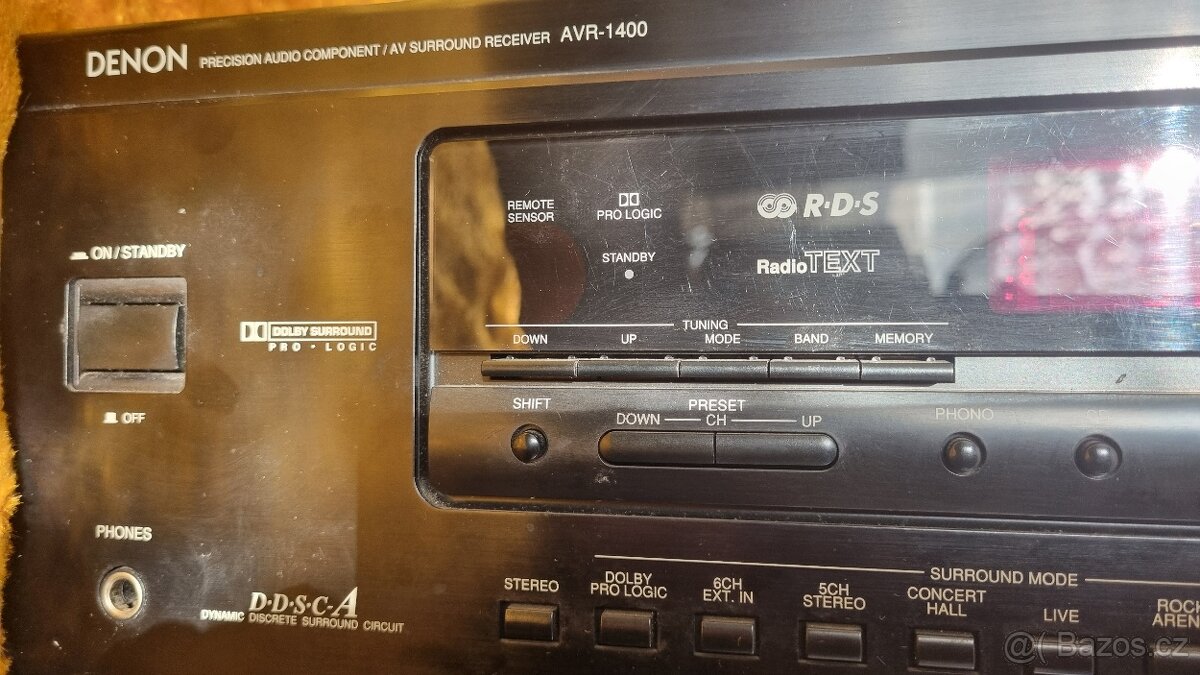 DENON PRECISION AUDIO COMPONENT / AV SURROUND RECEIVER AVR-1400
REMOTE
SENSOR
PRO LOGIC
R·D·S
STANDBY
RadioTEXT
ON / STANDBY
DOLBY SURROUND
PRO · LOGIC
OFF
TUNING
DOWN UP MODE BAND MEMORY
SHIFT
PRESET
DOWN CH UP
PHONO
PHONES
D·D·S·C-A
DYNAMIC DISCRETE SURROUND CIRCUIT
SURROUND MODE
STEREO
DOLBY
PRO LOGIC
6CH
EXT. IN
5CH
STEREO
CONCERT
HALL
LIVE
ROCK
AREN
@( Bazos.cz